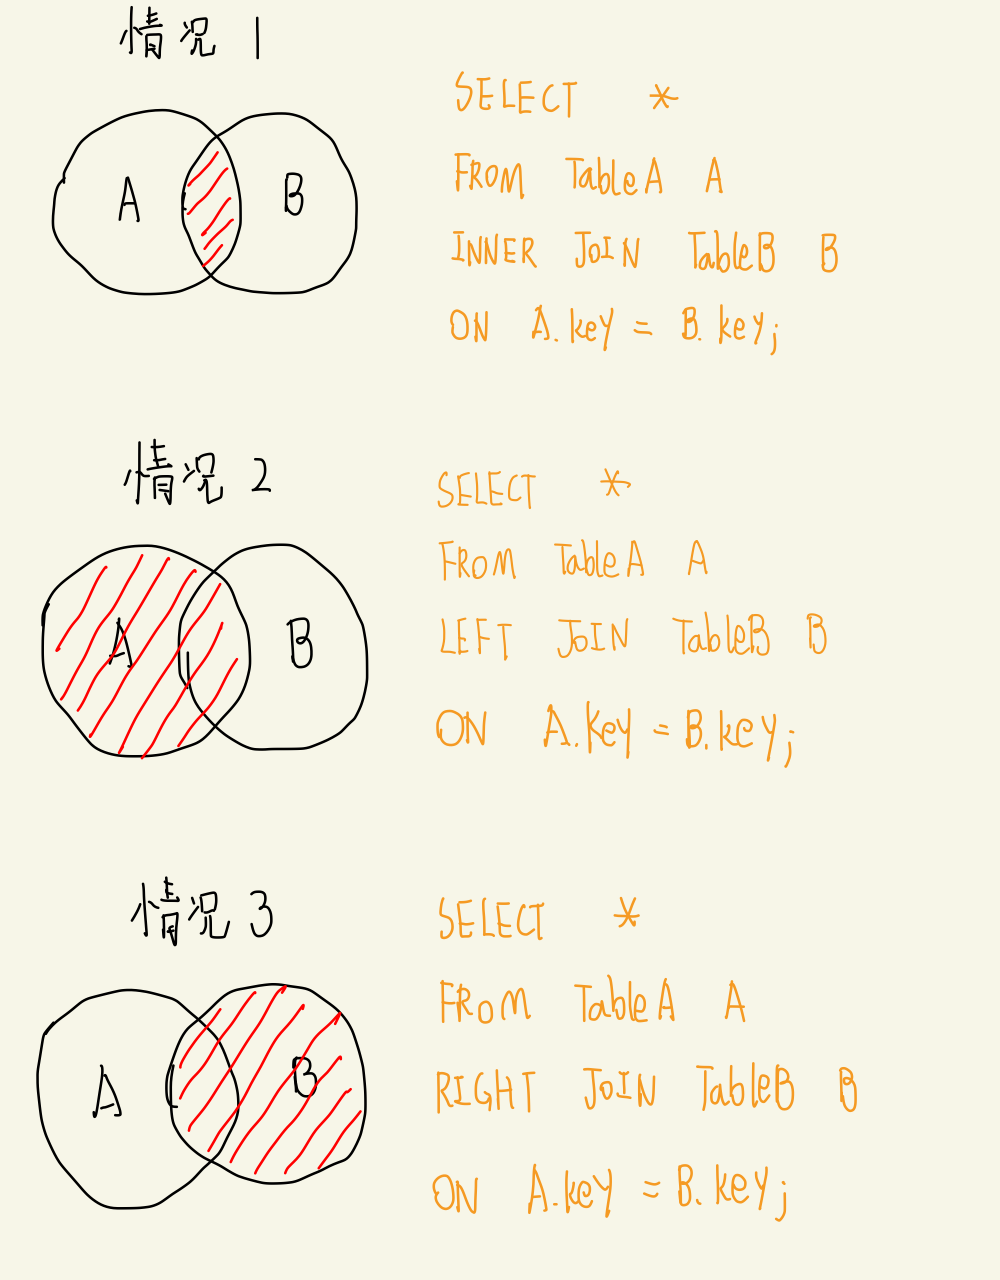 情况 1
A B
SELECT *
FROM TableA A
INNER JOIN TableB B
ON A.key = B.key;
情况 2
A B
SELECT *
FROM TableA A
LEFT JOIN TableB B
ON A.key = B.key;
情况 3
A B
SELECT *
FROM TableA A
RIGHT JOIN TableB B
ON A.key = B.key;